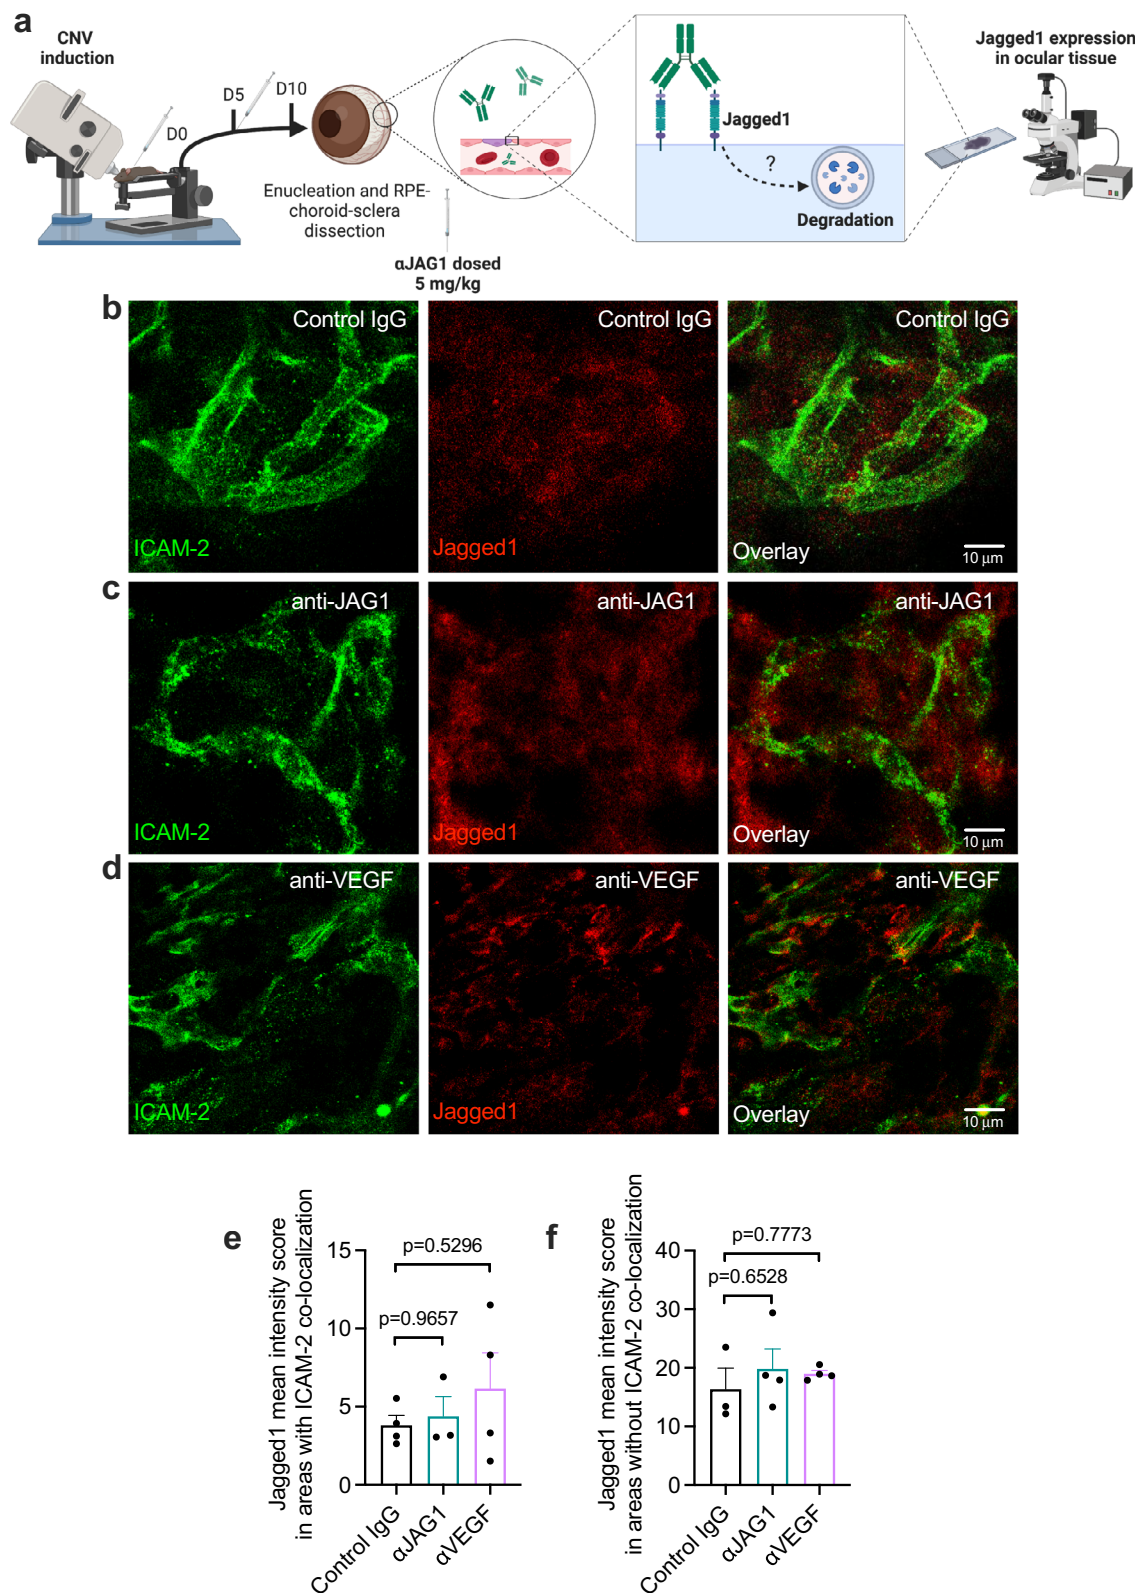 a
CNV
induction
D0
D5
D10
Enucleation and RPE-
choroid-sclera
dissection
αJAG1 dosed
5 mg/kg
Jagged1
?
Degradation
Jagged1 expression
in ocular tissue
b
Control IgG
ICAM-2
Control IgG
Jagged1
Control IgG
Overlay
10 µm
c
anti-JAG1
ICAM-2
anti-JAG1
Jagged1
anti-JAG1
Overlay
10 µm
d
anti-VEGF
ICAM-2
anti-VEGF
Jagged1
anti-VEGF
Overlay
10 µm
e
Jagged1 mean intensity score
in areas with ICAM-2 co-localization
15
10
5
0
p=0.5296
p=0.9657
Control IgG
αJAG1
αVEGF
f
Jagged1 mean intensity score
in areas without ICAM-2 co-localization
40
30
20
10
0
p=0.7773
p=0.6528
Control IgG
αJAG1
αVEGF